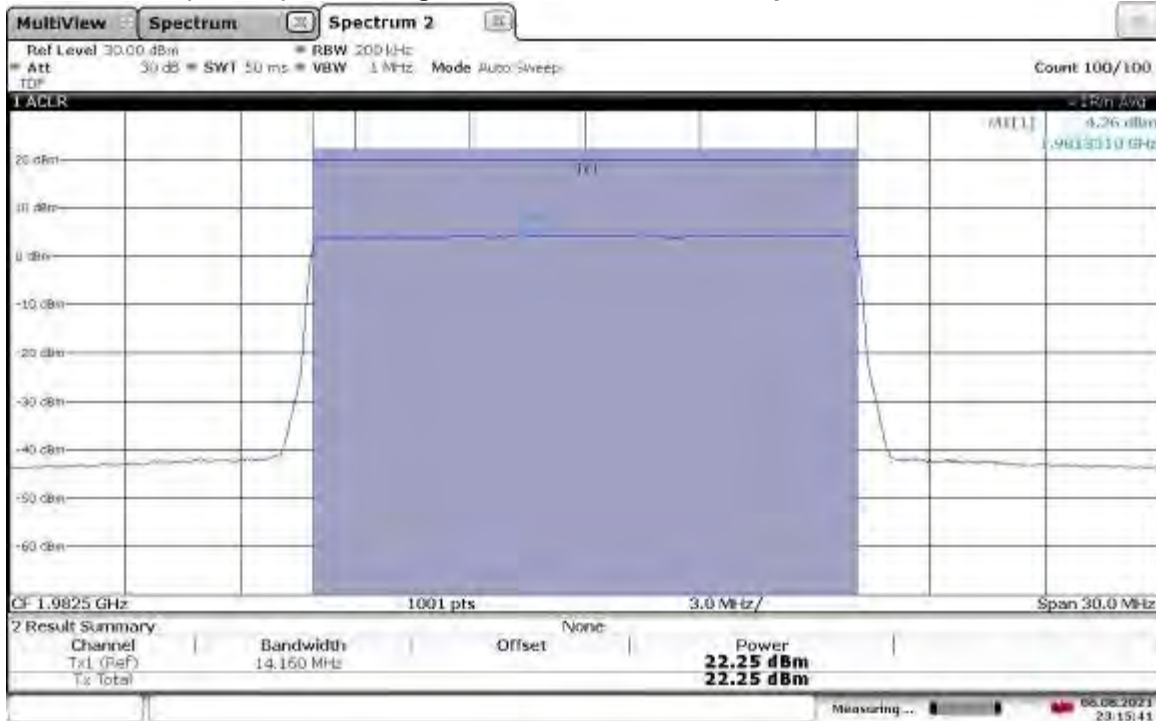 MultiView Spectrum Spectrum 2
Ref Level 30.00 dBm RBW 200 kHz
Att 30 dB SWT 50 ms VBW 1 MHz Mode Auto Sweep Count 100/100
TDF
1 ACLR 1Rm Avg
M1[1] 4.26 dBm
1.9813310 GHz
20 dBm
Tx1
10 dBm
0 dBm
-10 dBm
-20 dBm
-30 dBm
-40 dBm
-50 dBm
-60 dBm
CF 1.9825 GHz 1001 pts 3.0 MHz/ Span 30.0 MHz
2 Result Summary None
Channel Bandwidth Offset Power
Tx1 (Ref) 14.160 MHz 22.25 dBm
Tx Total 22.25 dBm
Measuring... 06.08.2021
23:15:41